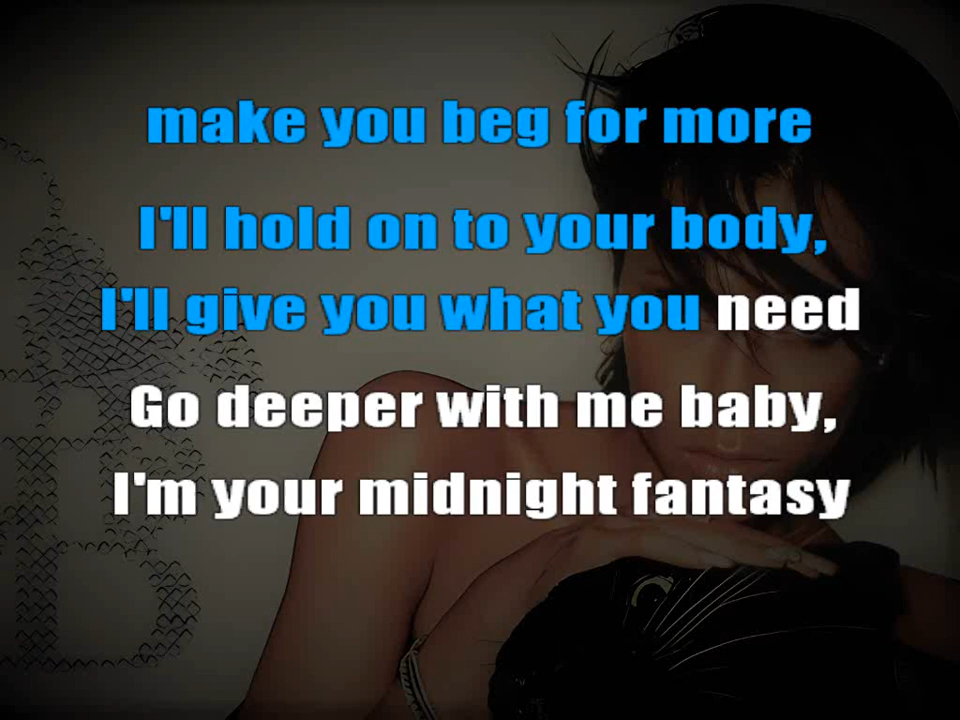 make you beg for more
I'll hold on to your body,
I'll give you what you need
Go deeper with me baby,
I'm your midnight fantasy